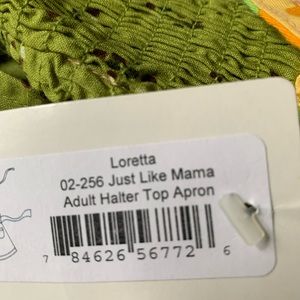 Loretta
02-256 Just Like Mama
Adult Halter Top Apron
7 84626 56772 6